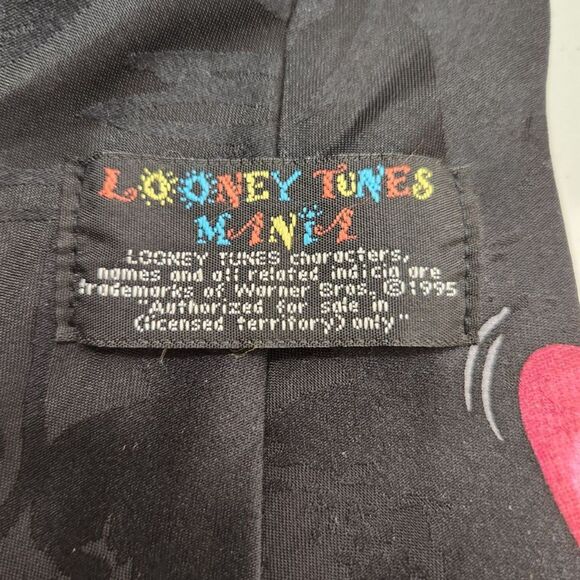 LOONEY TUNES
MANiA
LOONEY TUNES characters,
names and all related indicia are
trademarks of Warner Bros. ©1995
"Authorized for sale in
(licensed territory) only"